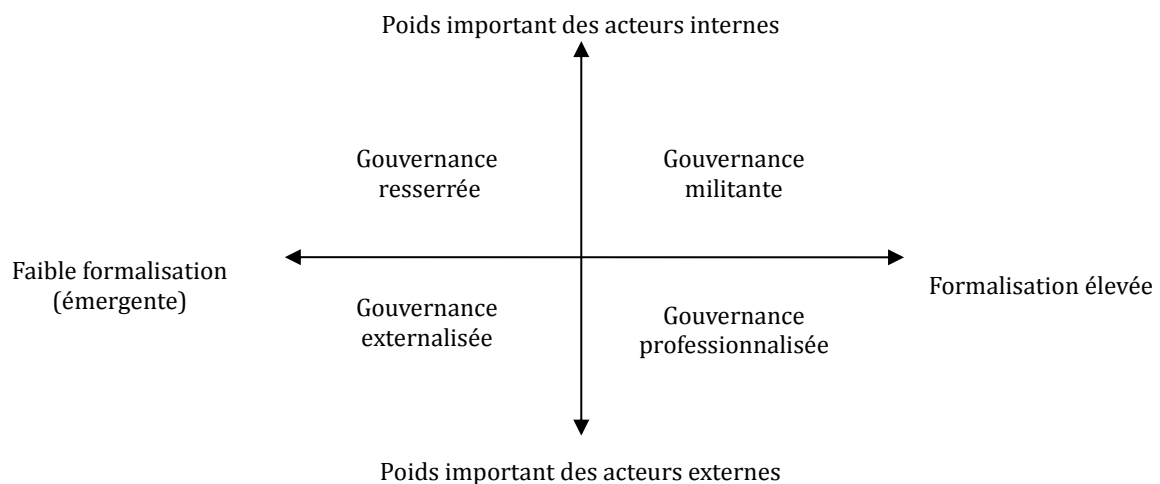 Poids important des acteurs internes
Gouvernance
resserrée
Gouvernance
militante
Faible formalisation
(émergente)
Formalisation élevée
Gouvernance
externalisée
Gouvernance
professionnalisée
Poids important des acteurs externes